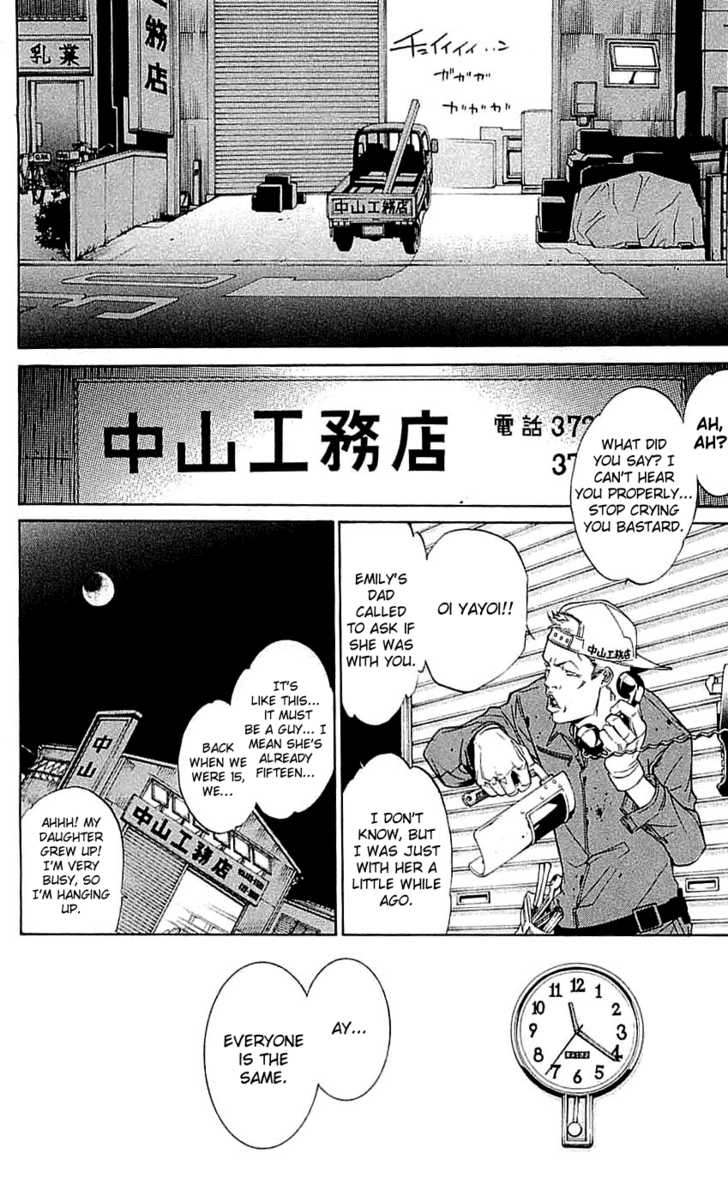 工務店
乳業
チュイイイィ・・ン
ガガガ
ガガガガ
中山工務店
中山工務店
電話 372
37
AH,
AH?
WHAT DID
YOU SAY? I
CAN'T HEAR
YOU PROPERLY...
STOP CRYING
YOU BASTARD.
OI YAYOI!!
EMILY'S
DAD
CALLED
TO ASK IF
SHE WAS
WITH YOU.
中山工務店
I DON'T
KNOW, BUT
I WAS JUST
WITH HER A
LITTLE WHILE
AGO.
IT'S
LIKE THIS...
IT MUST
BE A GUY... I
MEAN SHE'S
ALREADY
FIFTEEN...
BACK
WHEN WE
WERE 15,
WE...
中山
中山工務店
AHHH! MY
DAUGHTER
GREW UP!
I'M VERY
BUSY, SO
I'M HANGING
UP.
AY...
EVERYONE
IS THE
SAME.
12
1
2
3
4
5
6
7
8
9
10
11